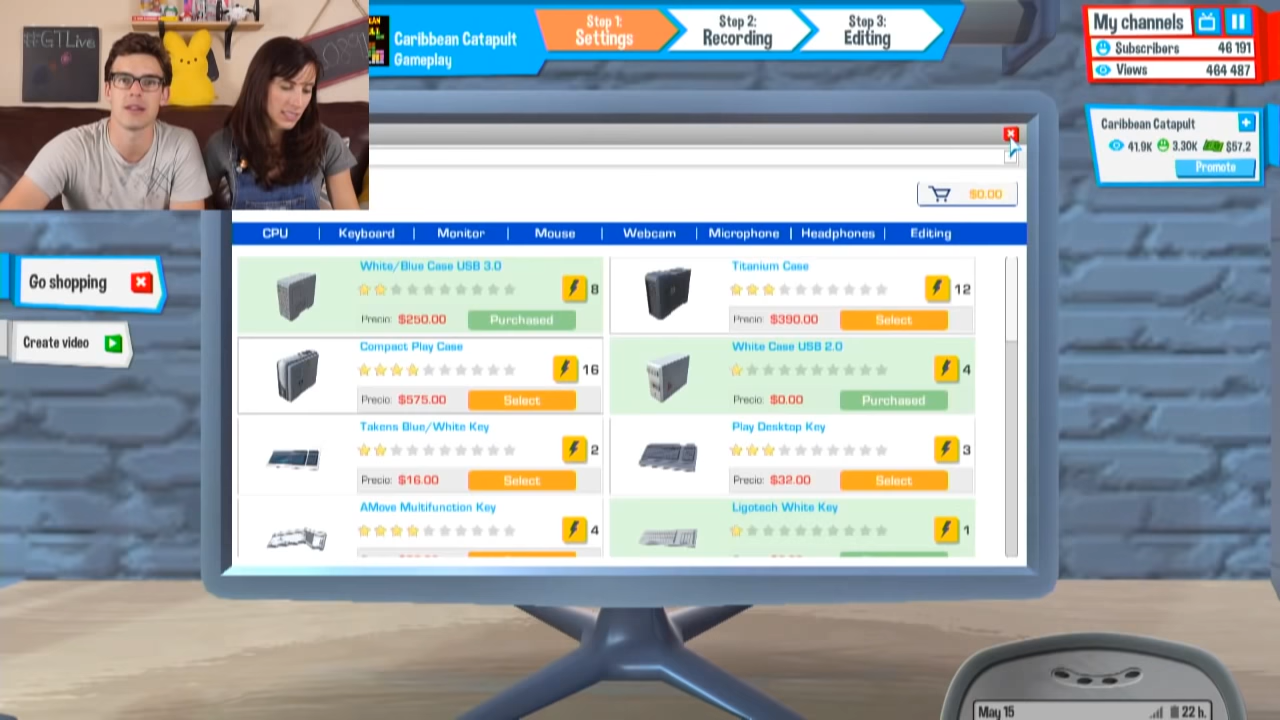 #GTLive
Caribbean Catapult
Gameplay
Step 1:
Settings
Step 2:
Recording
Step 3:
Editing
My channels
Subscribers 46 191
Views 464 487
Caribbean Catapult
41.9K 3.30K $57.2
Promote
$0.00
CPU | Keyboard | Monitor | Mouse | Webcam | Microphone | Headphones | Editing
Go shopping
Create video
White/Blue Case USB 3.0
8
Precio: $250.00 Purchased
Titanium Case
12
Precio: $390.00 Select
Compact Play Case
16
Precio: $575.00 Select
White Case USB 2.0
4
Precio: $0.00 Purchased
Takens Blue/White Key
2
Precio: $16.00 Select
Play Desktop Key
3
Precio: $32.00 Select
AMove Multifunction Key
4
Ligotech White Key
1
May 15 22 h.